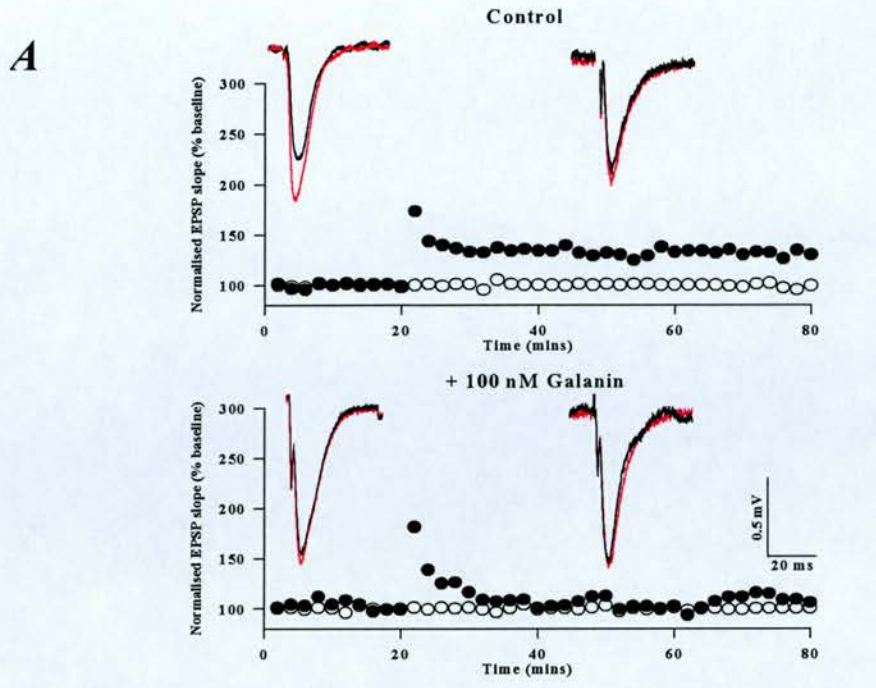 Control
A
Normalised EPSP slope (% baseline)
300
250
200
150
100
0
20
40
60
80
Time (mins)
+ 100 nM Galanin
Normalised EPSP slope (% baseline)
300
250
200
150
100
0.5 mV
20 ms
0
20
40
60
80
Time (mins)